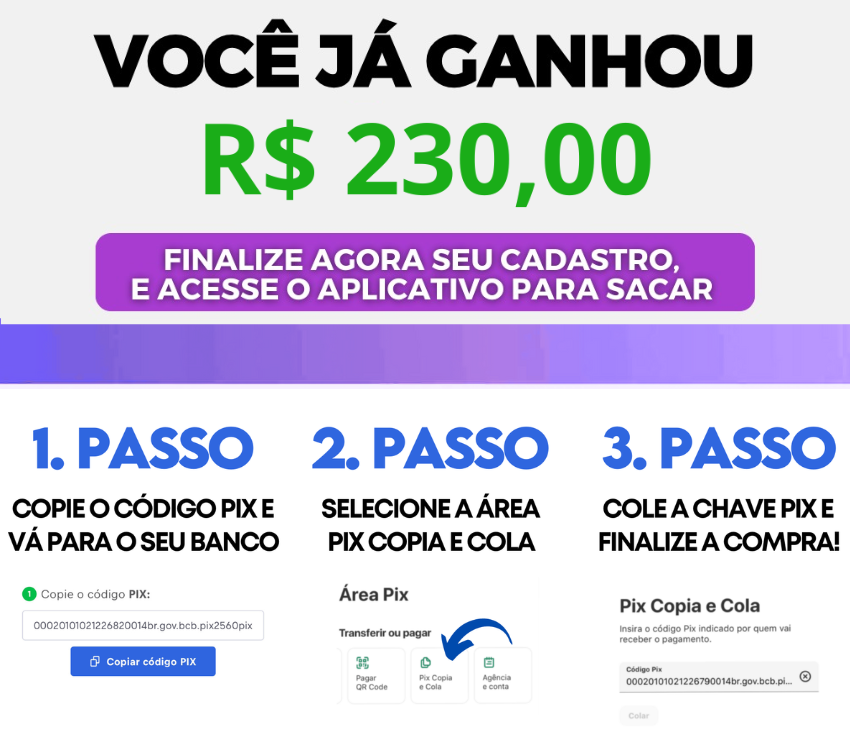 VOCÊ JÁ GANHOU
R$ 230,00
FINALIZE AGORA SEU CADASTRO,
E ACESSE O APLICATIVO PARA SACAR
1. PASSO
COPIE O CÓDIGO PIX E
VÁ PARA O SEU BANCO
1 Copie o código PIX:
00020101021226820014br.gov.bcb.pix2560pix
Copiar código PIX
2. PASSO
SELECIONE A ÁREA
PIX COPIA E COLA
Área Pix
Transferir ou pagar
Pagar
QR Code
Pix Copia
e Cola
Agência
e conta
3. PASSO
COLE A CHAVE PIX E
FINALIZE A COMPRA!
Pix Copia e Cola
Insira o código Pix indicado por quem vai
receber o pagamento.
Código Pix
00020101021226790014br.gov.bcb.pi...
Colar